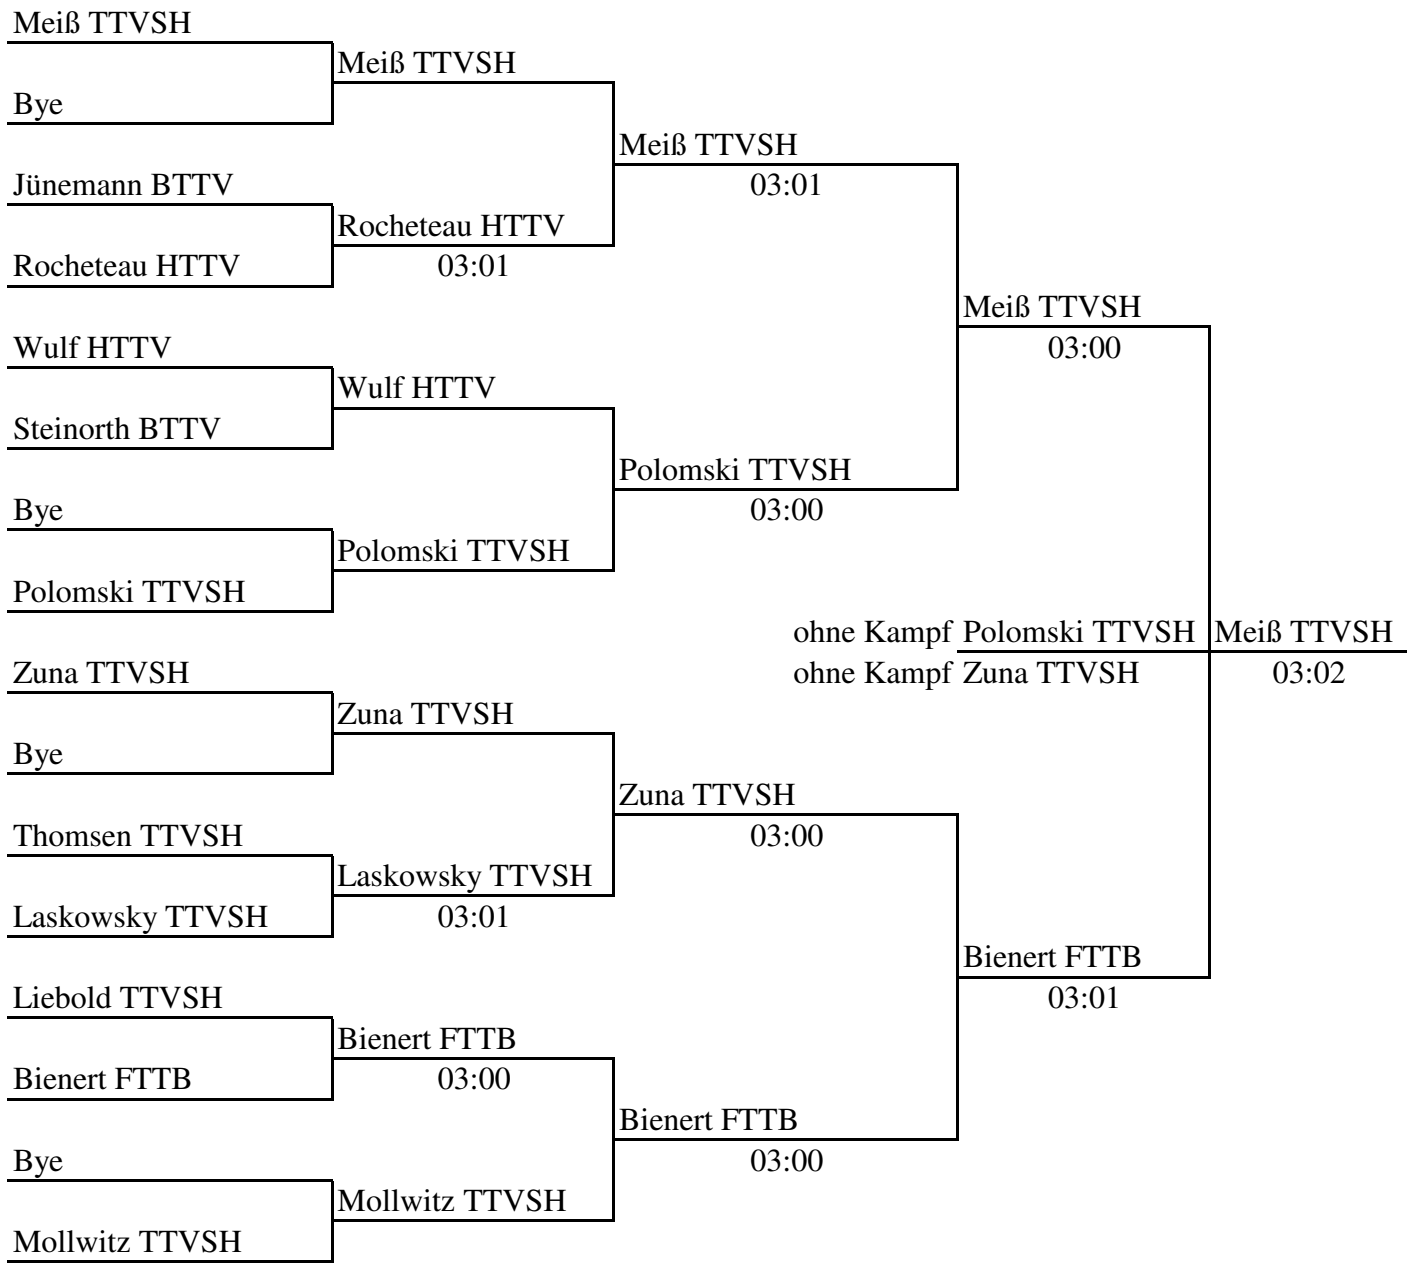 Meiß TTVSH
Meiß TTVSH
Bye
Meiß TTVSH
03:01
Jünemann BTTV
Rocheteau HTTV
03:01
Rocheteau HTTV
Meiß TTVSH
03:00
Wulf HTTV
Wulf HTTV
Steinorth BTTV
Polomski TTVSH
03:00
Bye
Polomski TTVSH
Polomski TTVSH
ohne Kampf Polomski TTVSH Meiß TTVSH
ohne Kampf Zuna TTVSH 03:02
Zuna TTVSH
Zuna TTVSH
Bye
Zuna TTVSH
03:00
Thomsen TTVSH
Laskowsky TTVSH
03:01
Laskowsky TTVSH
Bienert FTTB
03:01
Liebold TTVSH
Bienert FTTB
03:00
Bienert FTTB
Bienert FTTB
03:00
Bye
Mollwitz TTVSH
Mollwitz TTVSH